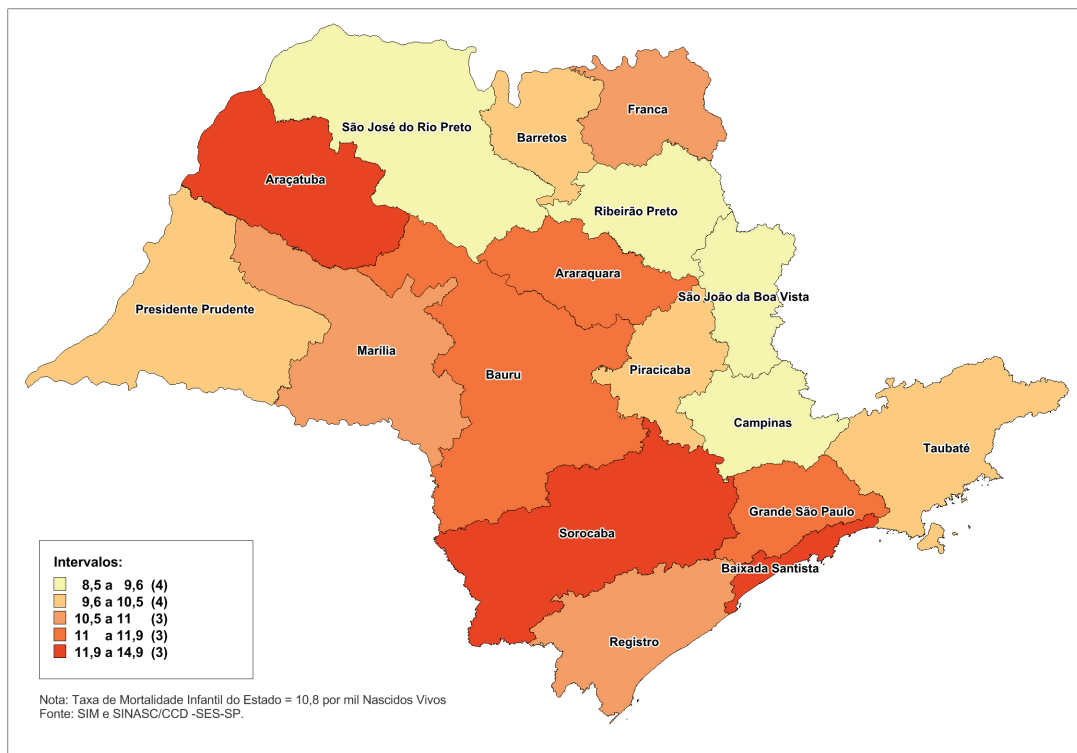 São José do Rio Preto
Barretos
Franca
Araçatuba
Ribeirão Preto
Araraquara
São João da Boa Vista
Presidente Prudente
Marília
Bauru
Piracicaba
Campinas
Taubaté
Grande São Paulo
Sorocaba
Baixada Santista
Registro
Intervalos:
8,5 a 9,6 (4)
9,6 a 10,5 (4)
10,5 a 11 (3)
11 a 11,9 (3)
11,9 a 14,9 (3)
Nota: Taxa de Mortalidade Infantil do Estado = 10,8 por mil Nascidos Vivos
Fonte: SIM e SINASC/CCD -SES-SP.